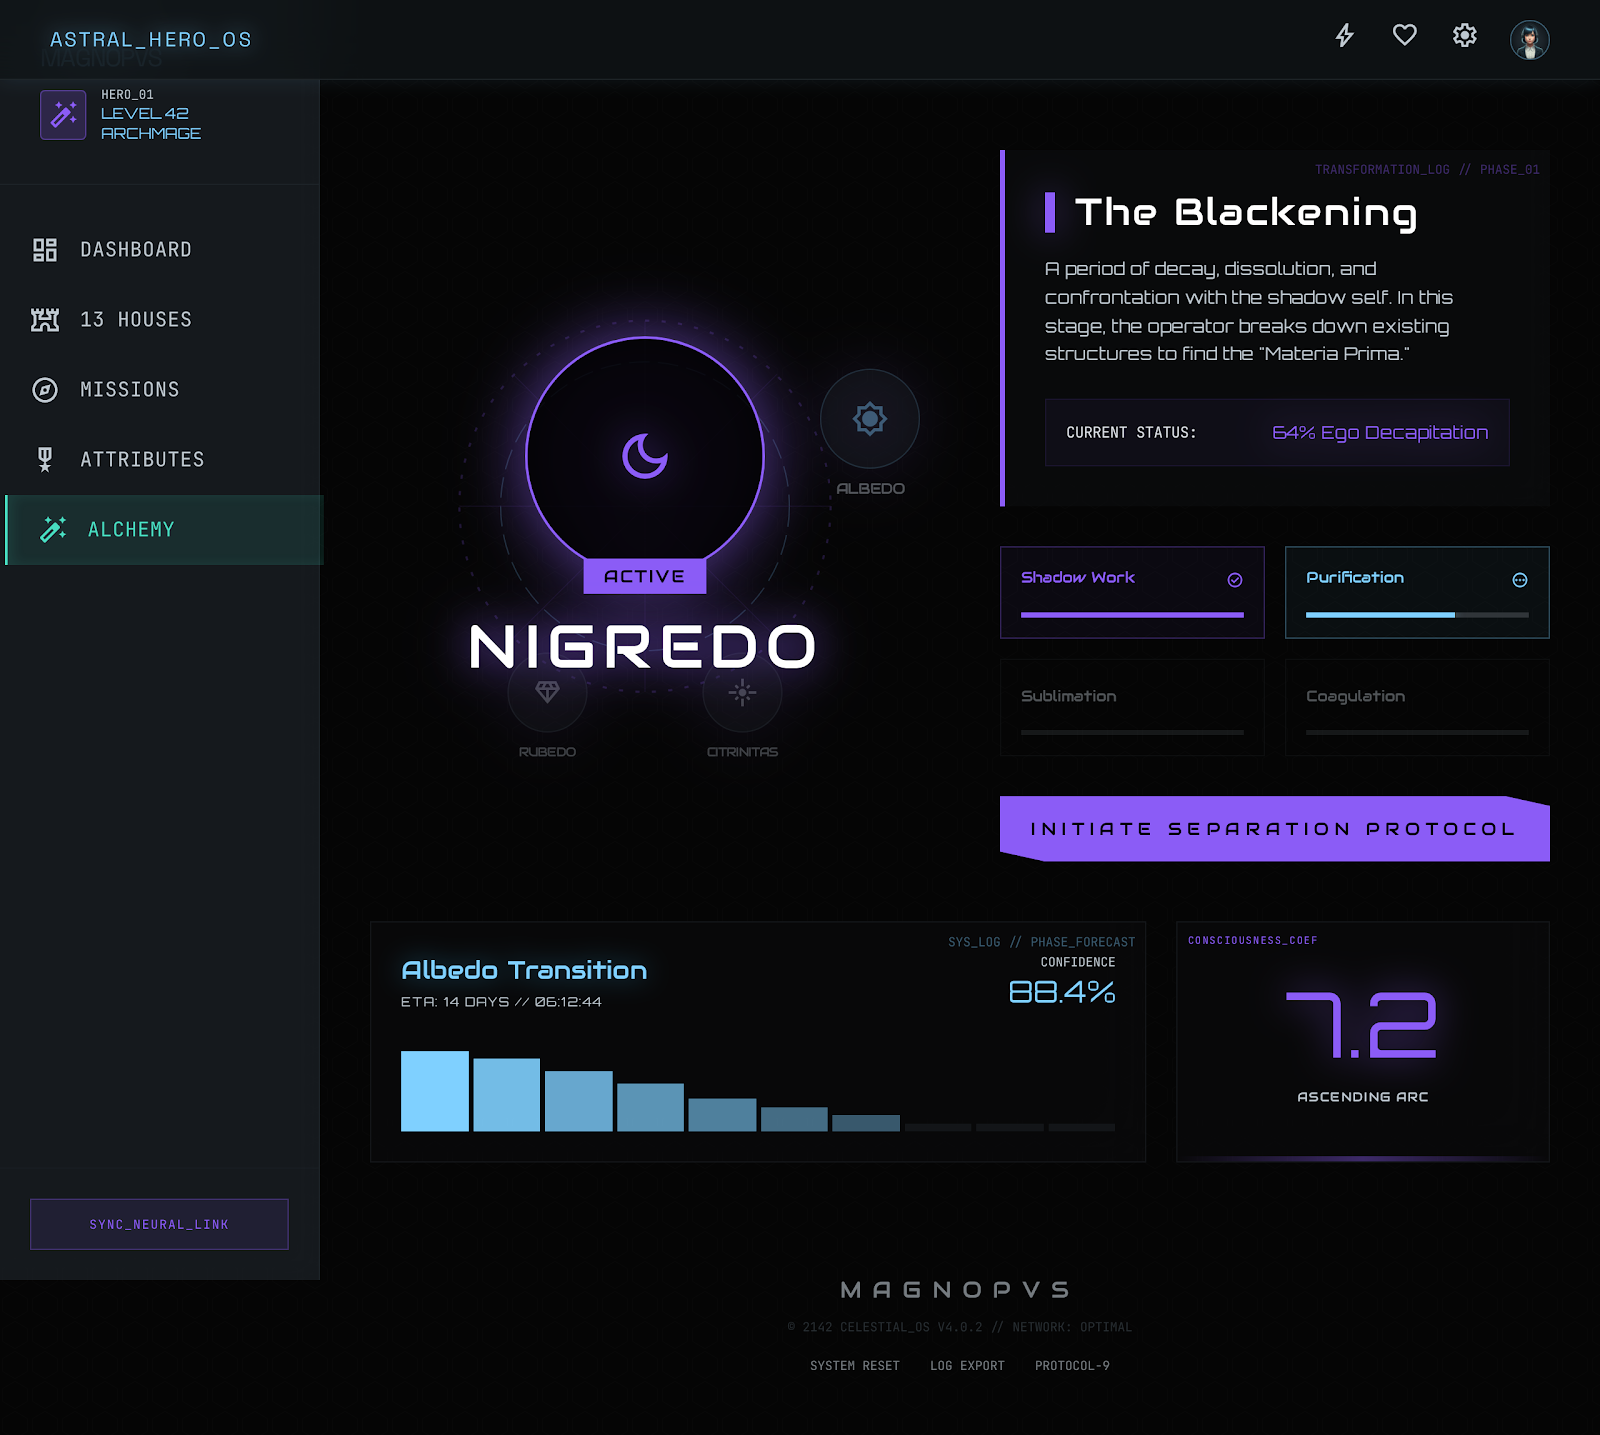 ASTRAL_HERO_OS
MAGNOPVS
HERO_01
LEVEL 42
ARCHMAGE
DASHBOARD
13 HOUSES
MISSIONS
ATTRIBUTES
ALCHEMY
SYNC_NEURAL_LINK
ACTIVE
NIGREDO
ALBEDO
RUBEDO
CITRINITAS
TRANSFORMATION_LOG // PHASE_01
The Blackening
A period of decay, dissolution, and
confrontation with the shadow self. In this
stage, the operator breaks down existing
structures to find the "Materia Prima."
CURRENT STATUS:
64% Ego Decapitation
Shadow Work
Purification
Sublimation
Coagulation
INITIATE SEPARATION PROTOCOL
SYS_LOG // PHASE_FORECAST
Albedo Transition
ETA: 14 DAYS // 06:12:44
CONFIDENCE
88.4%
CONSCIOUSNESS_COEF
7.2
ASCENDING ARC
MAGNOPVS
© 2142 CELESTIAL_OS V4.0.2 // NETWORK: OPTIMAL
SYSTEM RESET
LOG EXPORT
PROTOCOL-9